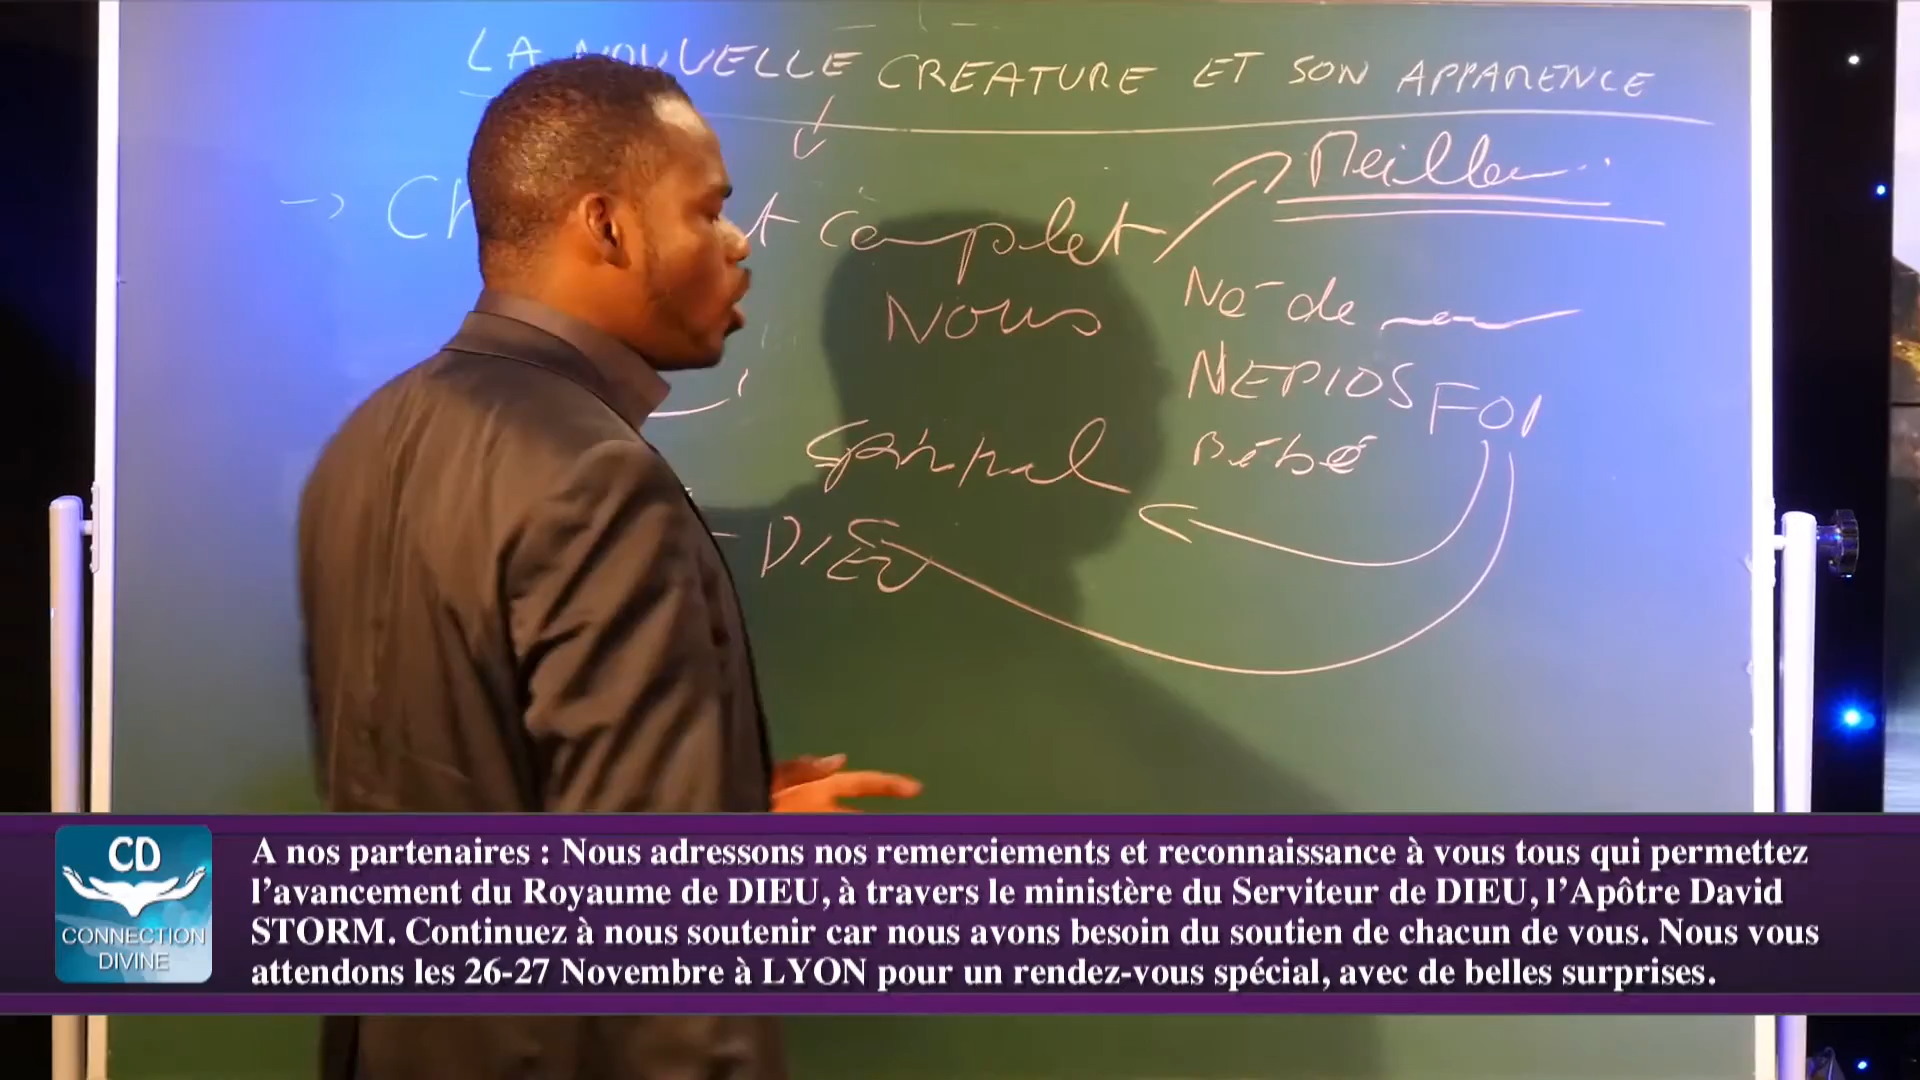 LA NOUVELLE CREATURE ET SON APPARENCE
→ Ch t complet
Meilleur
Nous
Né-de
NEPIOS FOI
Bébé
DIEU
CD
CONNECTION
DIVINE
A nos partenaires : Nous adressons nos remerciements et reconnaissance à vous tous qui permettez
l’avancement du Royaume de DIEU, à travers le ministère du Serviteur de DIEU, l’Apôtre David
STORM. Continuez à nous soutenir car nous avons besoin du soutien de chacun de vous. Nous vous
attendons les 26-27 Novembre à LYON pour un rendez-vous spécial, avec de belles surprises.